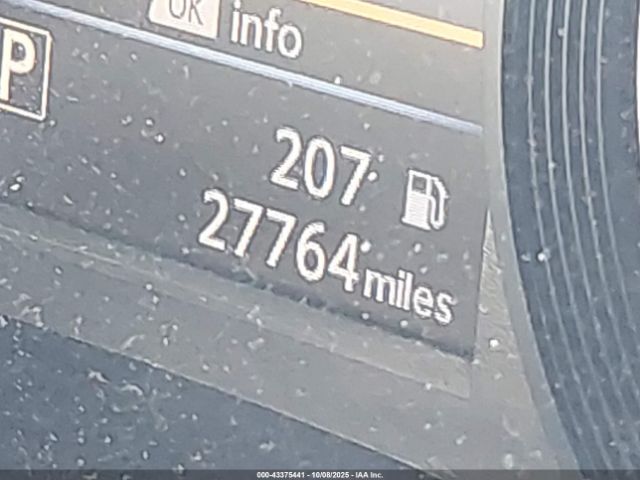 OK info
P
207
27764 miles
000-43375441 - 10/08/2025 - IAA Inc.